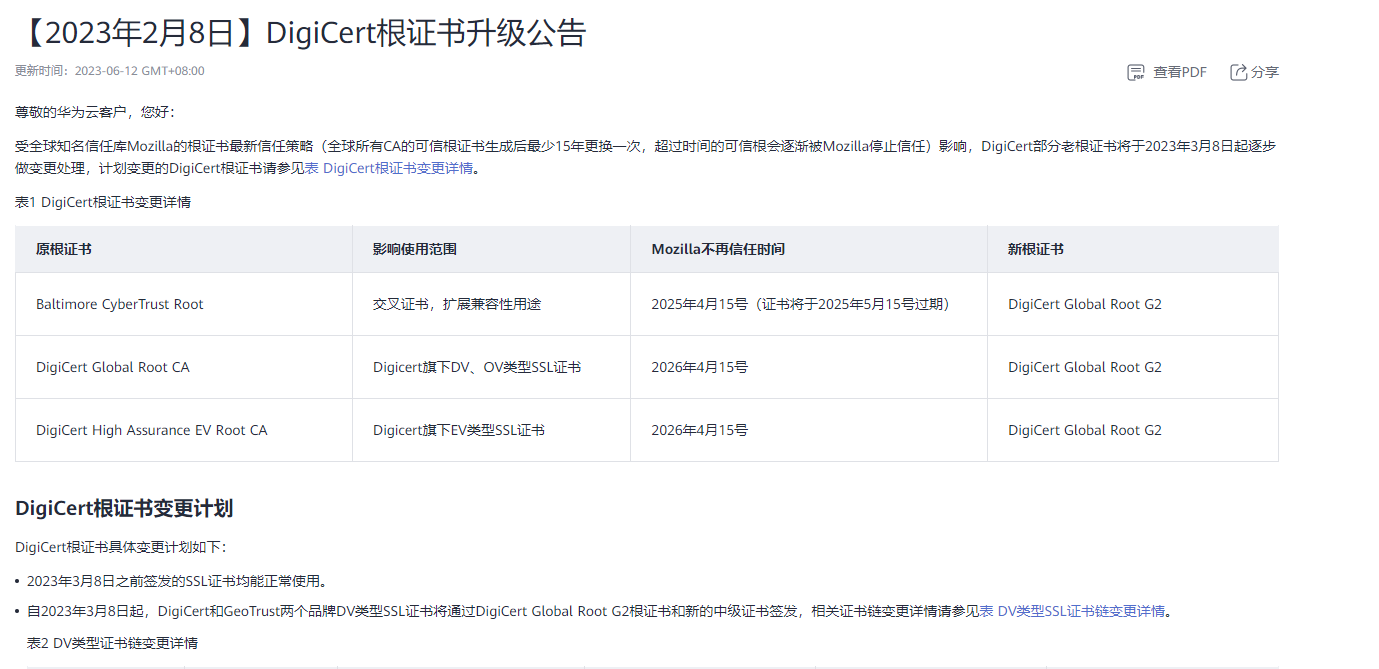 【2023年2月8日】DigiCert根证书升级公告
更新时间：2023-06-12 GMT+08:00
查看PDF 分享
尊敬的华为云客户，您好：
受全球知名信任库Mozilla的根证书最新信任策略（全球所有CA的可信根证书生成后最少15年更换一次，超过时间的可信根会逐渐被Mozilla停止信任）影响，DigiCert部分老根证书将于2023年3月8日起逐步
做变更处理，计划变更的DigiCert根证书请参见表 DigiCert根证书变更详情。
表1 DigiCert根证书变更详情
原根证书 影响使用范围 Mozilla不再信任时间 新根证书
Baltimore CyberTrust Root 交叉证书，扩展兼容性用途 2025年4月15号（证书将于2025年5月15号过期） DigiCert Global Root G2
DigiCert Global Root CA Digicert旗下DV、OV类型SSL证书 2026年4月15号 DigiCert Global Root G2
DigiCert High Assurance EV Root CA Digicert旗下EV类型SSL证书 2026年4月15号 DigiCert Global Root G2
DigiCert根证书变更计划
DigiCert根证书具体变更计划如下：
• 2023年3月8日之前签发的SSL证书均能正常使用。
• 自2023年3月8日起，DigiCert和GeoTrust两个品牌DV类型SSL证书将通过DigiCert Global Root G2根证书和新的中级证书签发，相关证书链变更详情请参见表 DV类型SSL证书链变更详情。
表2 DV类型证书链变更详情